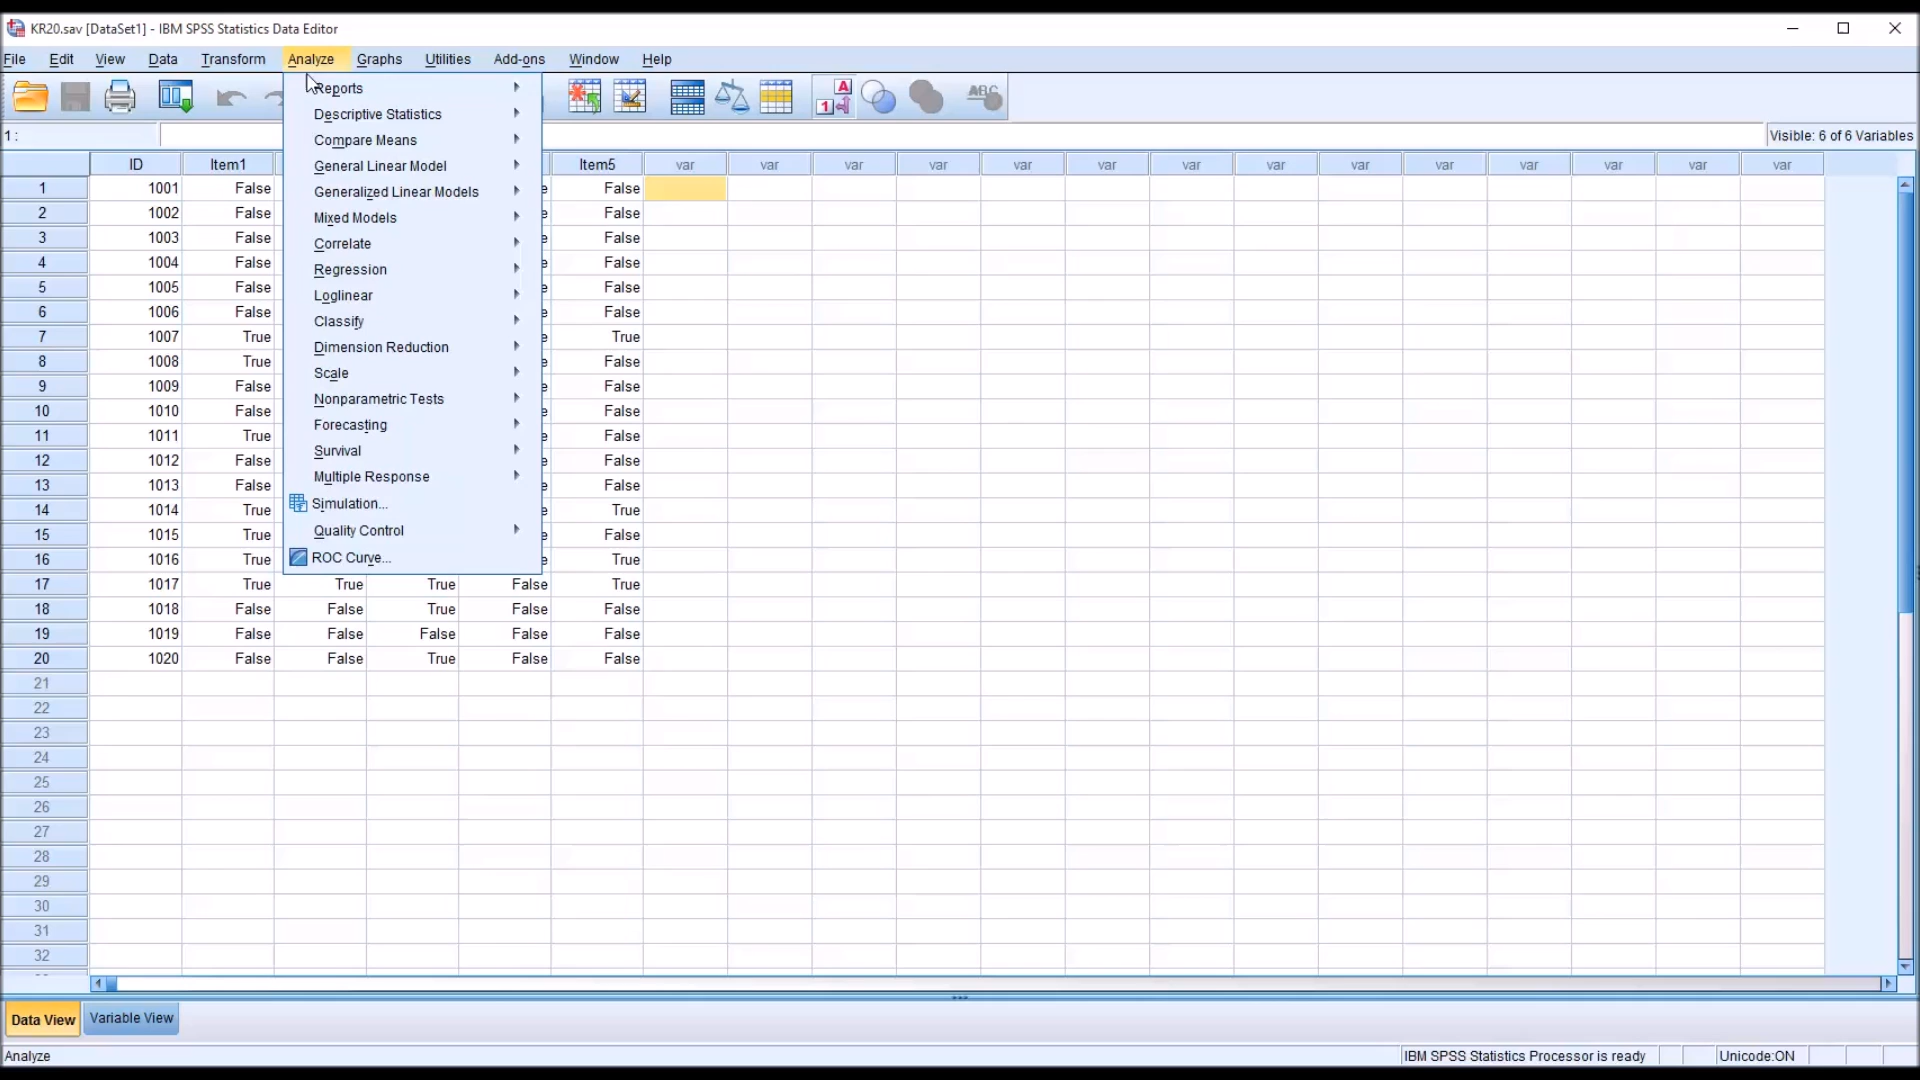 KR20.sav [DataSet1] - IBM SPSS Statistics Data Editor
File Edit View Data Transform Analyze Graphs Utilities Add-ons Window Help
Reports
Descriptive Statistics
Compare Means
General Linear Model
Generalized Linear Models
Mixed Models
Correlate
Regression
Loglinear
Classify
Dimension Reduction
Scale
Nonparametric Tests
Forecasting
Survival
Multiple Response
Simulation...
Quality Control
ROC Curve...
A
1
ABC
1 :
Visible: 6 of 6 Variables
ID Item1 Item5 var var var var var var var var var var var var var var
1 1001 False e False
2 1002 False e False
3 1003 False e False
4 1004 False e False
5 1005 False e False
6 1006 False e False
7 1007 True e True
8 1008 True e False
9 1009 False e False
10 1010 False e False
11 1011 True e False
12 1012 False e False
13 1013 False e False
14 1014 True e True
15 1015 True e False
16 1016 True e True
17 1017 True True True False True
18 1018 False False True False False
19 1019 False False False False False
20 1020 False False True False False
21
22
23
24
25
26
27
28
29
30
31
32
Data View Variable View
Analyze IBM SPSS Statistics Processor is ready Unicode:ON